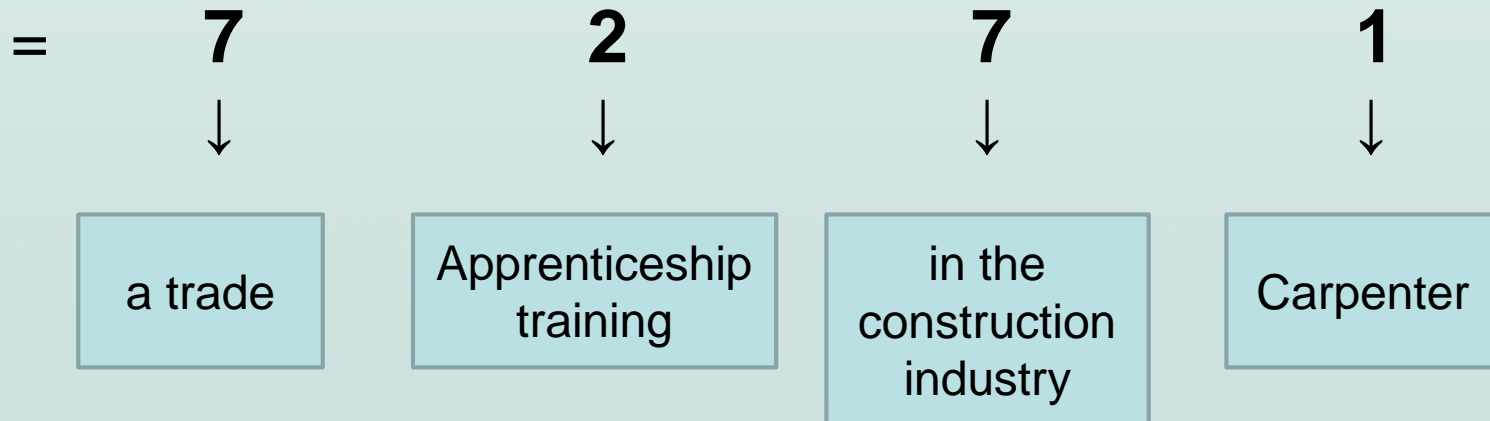 = 7 2 7 1
↓ ↓ ↓ ↓
a trade
Apprenticeship
training
in the
construction
industry
Carpenter